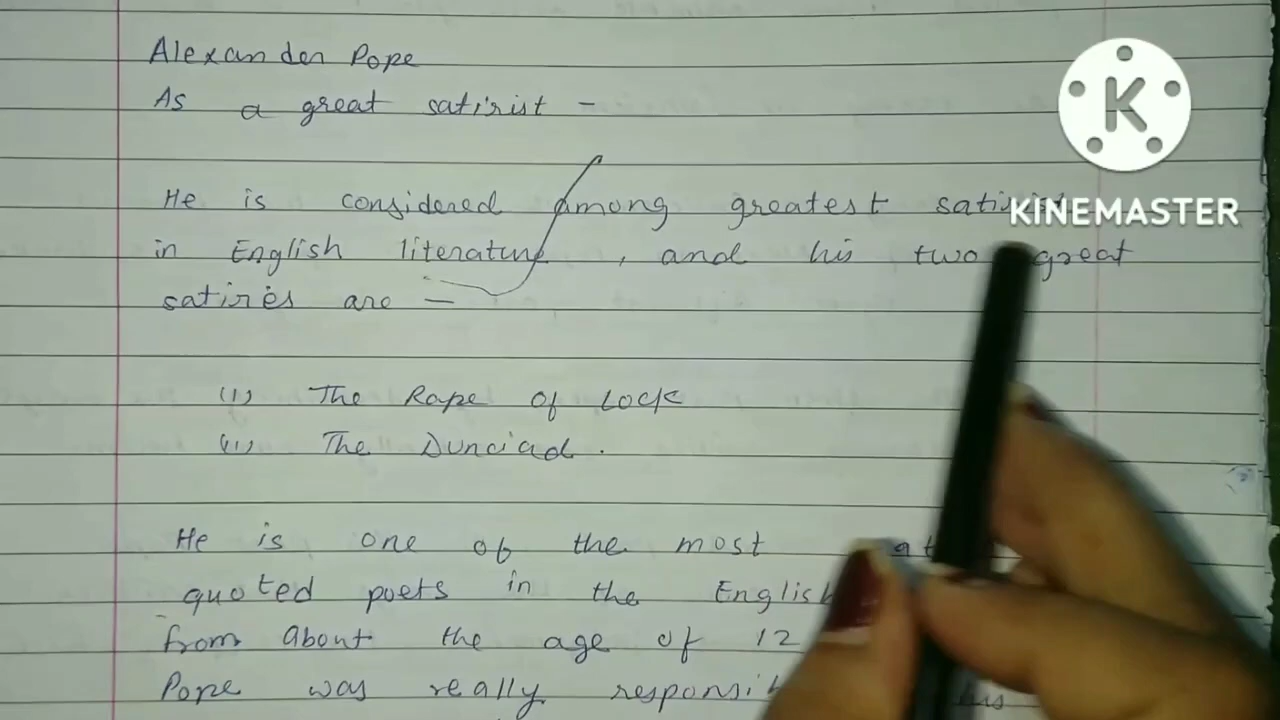 Alexander Pope
As a great satirist -
He is considered among greatest
KINEMASTER
in English literature, and his two great
satires are -
(i) The Rape of Lock
(ii) The Dunciad.
He is one of the most
quoted poets in the English
from about the age of 12
Pope was really